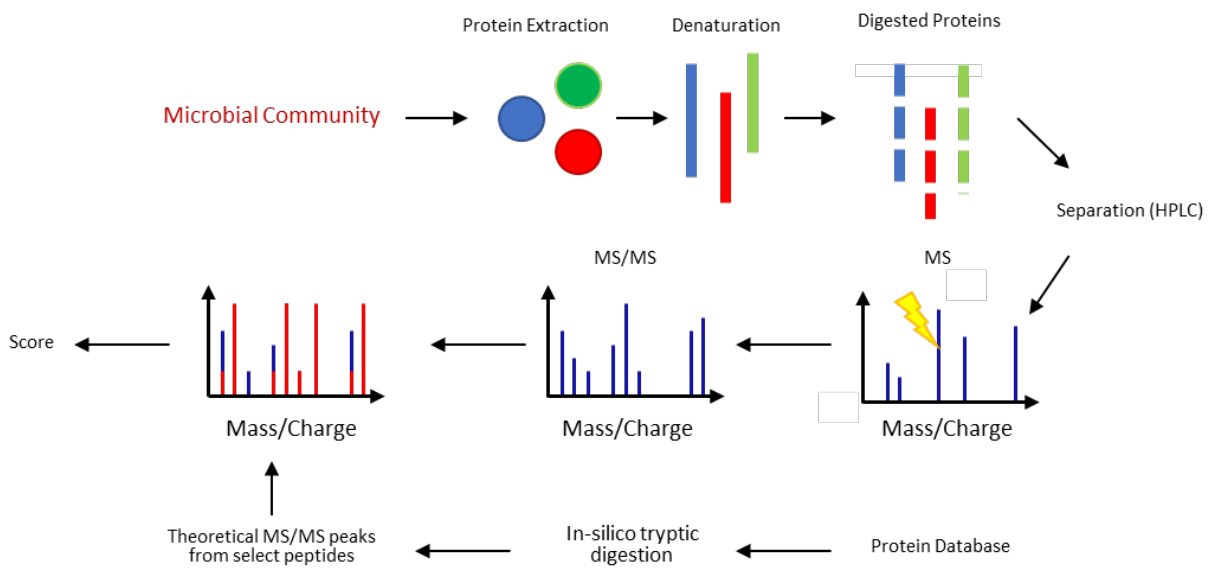 Protein Extraction
Denaturation
Digested Proteins
Microbial Community
Separation (HPLC)
MS/MS
MS
Score
Mass/Charge
Mass/Charge
Mass/Charge
Theoretical MS/MS peaks
from select peptides
In-silico tryptic
digestion
Protein Database